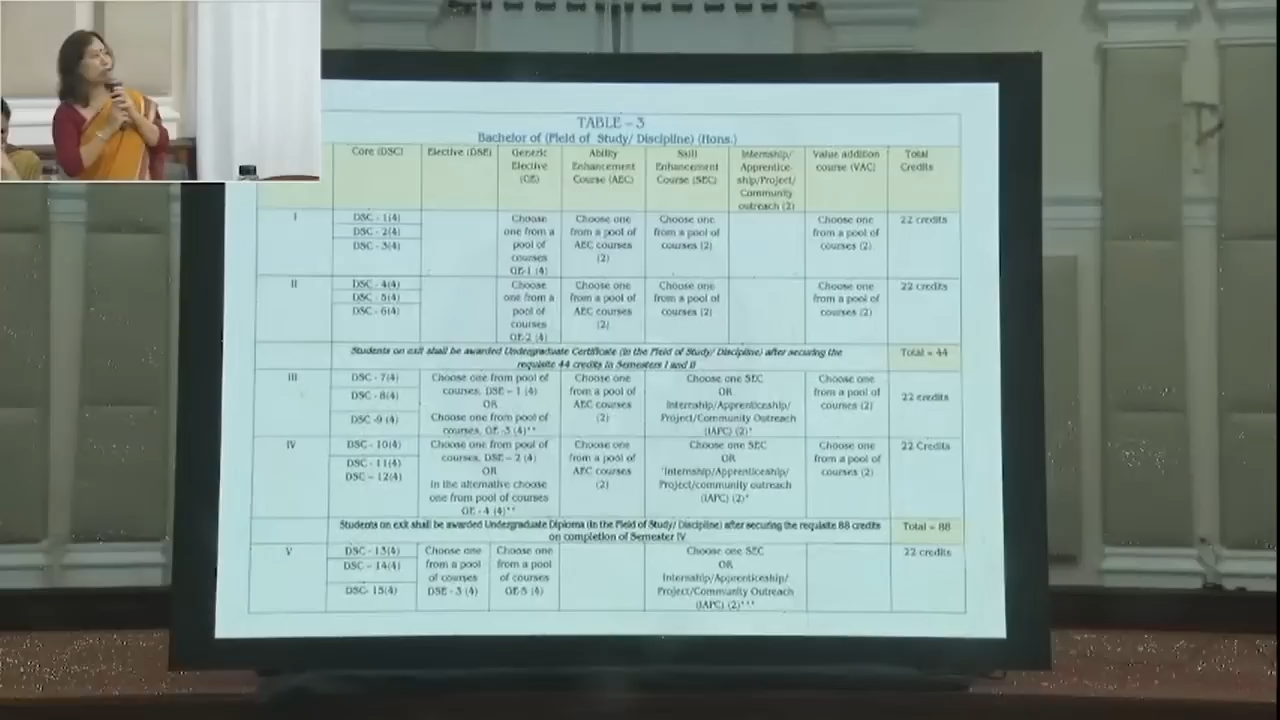 TABLE – 3
Bachelor of (Field of Study/ Discipline) (Hons.)
Core (DSC)
Elective (DSE)
Generic
Elective
(GE)
Ability
Enhancement
Course (AEC)
Skill
Enhancement
Course (SEC)
Internship/
Apprentice-
ship/Project/
Community
outreach (2)
Value addition
course (VAC)
Total
Credits
I
DSC - 1(4)
DSC - 2(4)
DSC - 3(4)
Choose
one from a
pool of
courses
GE-1 (4)
Choose one
from a pool of
AEC courses
(2)
Choose one
from a pool of
courses (2)
Choose one
from a pool of
courses (2)
22 credits
II
DSC - 4(4)
DSC - 5(4)
DSC - 6(4)
Choose
one from a
pool of
courses
GE-2 (4)
Choose one
from a pool of
AEC courses
(2)
Choose one
from a pool of
courses (2)
Choose one
from a pool of
courses (2)
22 credits
Students on exit shall be awarded Undergraduate Certificate (in the Field of Study/ Discipline) after securing the
requisite 44 credits in Semesters I and II
Total = 44
III
DSC - 7(4)
DSC - 8(4)
DSC -9 (4)
Choose one from pool of
courses, DSE – 1 (4)
OR
Choose one from pool of
courses, GE -3 (4)**
Choose one
from a pool of
AEC courses
(2)
Choose one SEC
OR
Internship/Apprenticeship/
Project/Community Outreach
(IAPC) (2)*
Choose one
from a pool of
courses (2)
22 credits
IV
DSC - 10(4)
DSC - 11(4)
DSC – 12(4)
Choose one from pool of
courses, DSE – 2 (4)
OR
In the alternative choose
one from pool of courses
GE - 4 (4)**
Choose one
from a pool of
AEC courses
(2)
Choose one SEC
OR
Internship/Apprenticeship/
Project/community outreach
(IAPC) (2)*
Choose one
from a pool of
courses (2)
22 Credits
Students on exit shall be awarded Undergraduate Diploma (in the Field of Study/ Discipline) after securing the requisite 88 credits
on completion of Semester IV
Total = 88
V
DSC - 13(4)
DSC – 14(4)
DSC- 15(4)
Choose one
from a pool
of courses
DSE - 3 (4)
Choose one
from a pool
of courses
GE-5 (4)
Choose one SEC
OR
Internship/Apprenticeship/
Project/Community Outreach
(IAPC) (2)***
22 credits